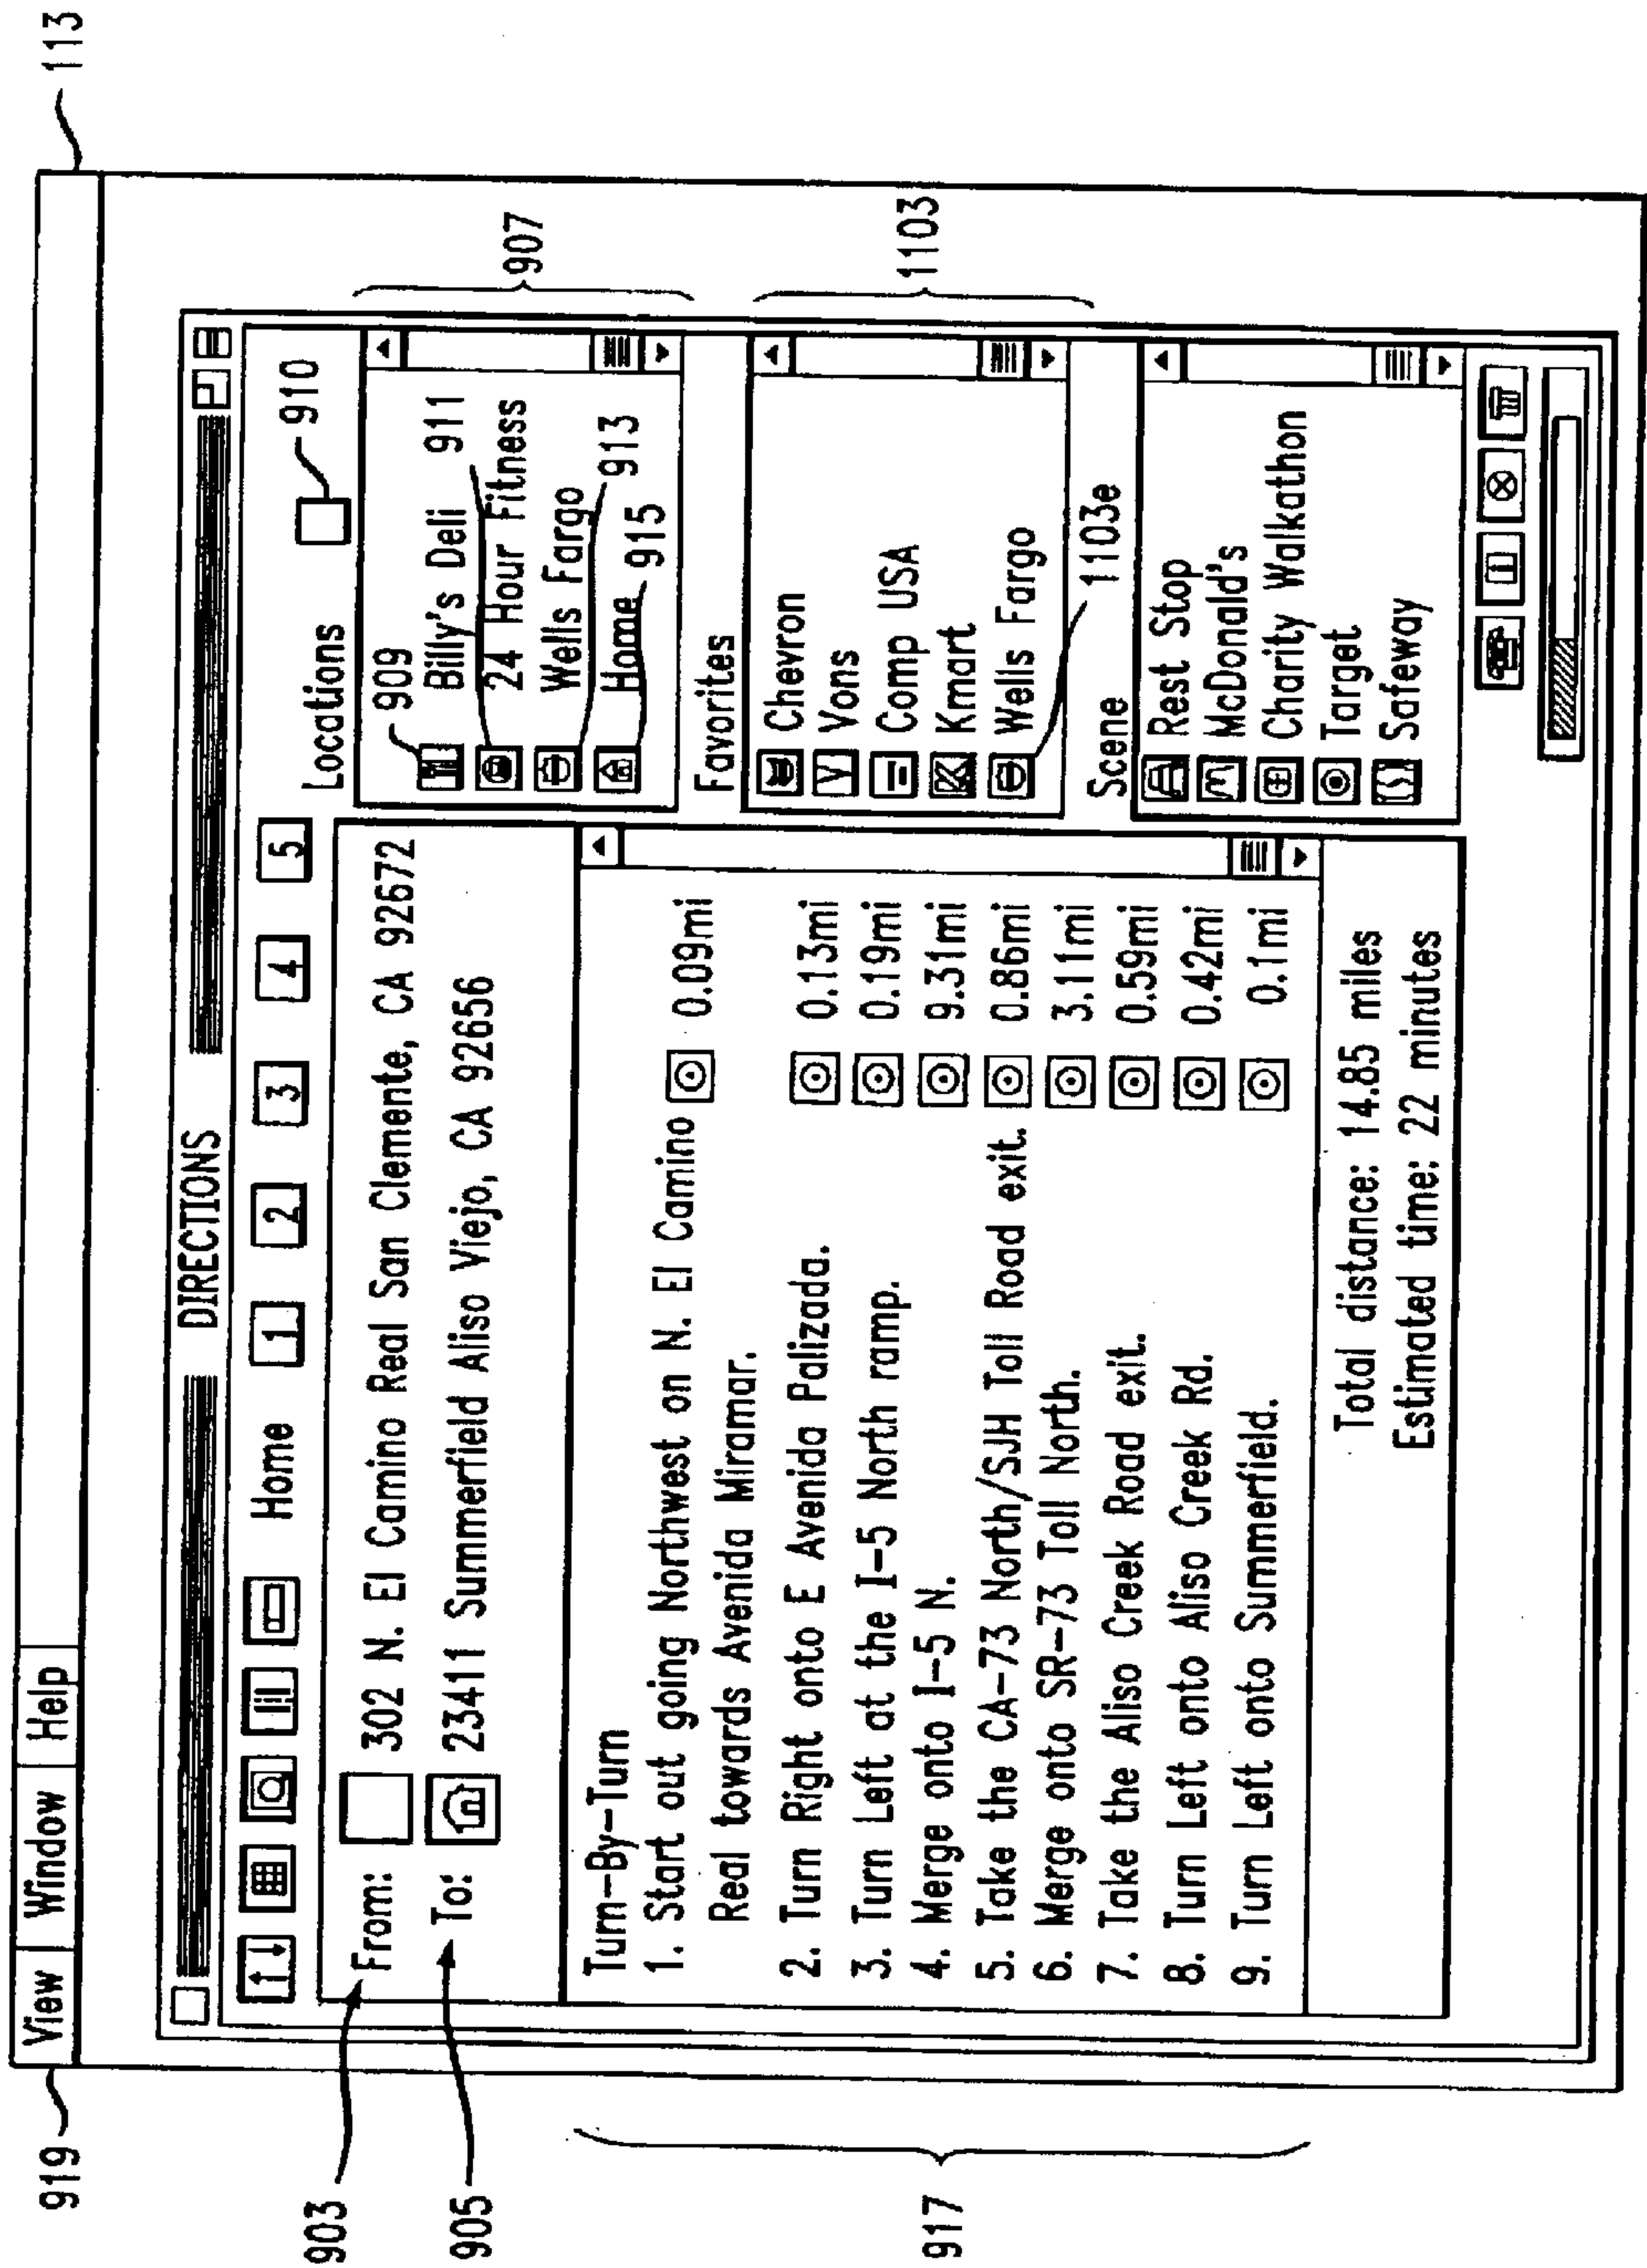 113
919
View Window Help
DIRECTIONS
Home 1 2 3 4 5
903
From: 302 N. El Camino Real San Clemente, CA 92672
905
To: 23411 Summerfield Aliso Viejo, CA 92656
917
Turn-By-Turn
1. Start out going Northwest on N. El Camino 0.09mi
Real towards Avenida Miramar.
2. Turn Right onto E Avenida Palizada. 0.13mi
3. Turn Left at the I-5 North ramp. 0.19mi
4. Merge onto I-5 N. 9.31mi
5. Take the CA-73 North/SJH Toll Road exit. 0.86mi
6. Merge onto SR-73 Toll North. 3.11mi
7. Take the Aliso Creek Road exit. 0.59mi
8. Turn Left onto Aliso Creek Rd. 0.42mi
9. Turn Left onto Summerfield. 0.1mi
Total distance: 14.85 miles
Estimated time: 22 minutes
Locations
910
909
907
Billy's Deli 911
24 Hour Fitness
Wells Fargo 913
Home 915
Favorites
1103
Chevron
V Vons
= Comp USA
K Kmart
Wells Fargo
1103e
Scene
Rest Stop
McDonald's
Charity Walkathon
Target
Safeway